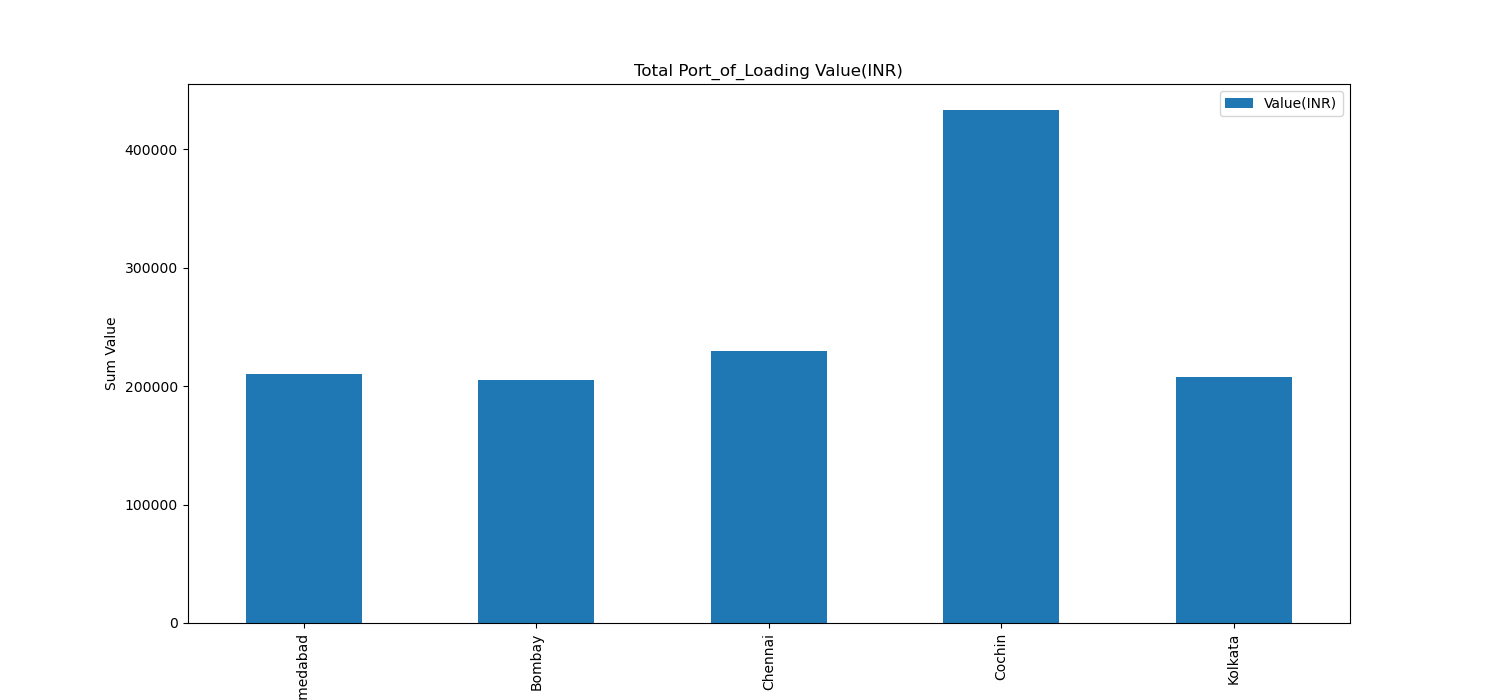 Total Port_of_Loading Value(INR)
Value(INR)
400000
300000
200000
100000
0
Sum Value
medabad
Bombay
Chennai
Cochin
Kolkata